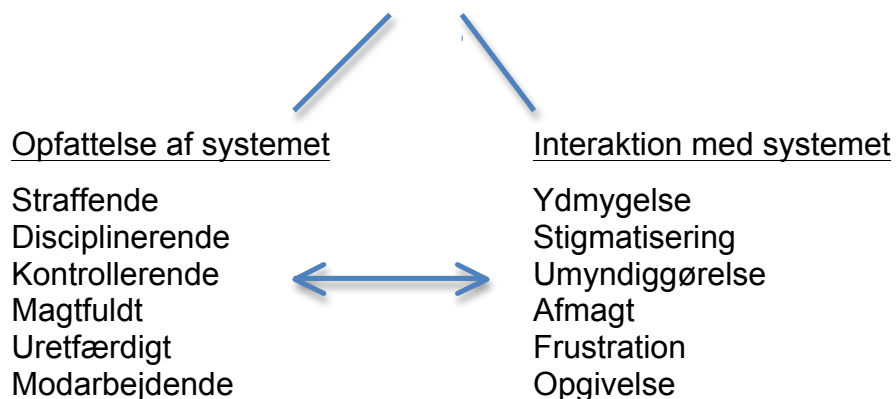 Opfattelse af systemet
Straffende
Disciplinerende
Kontrollerende
Magtfuldt
Uretfærdigt
Modarbejdende
Interaktion med systemet
Ydmygelse
Stigmatisering
Umyndiggørelse
Afmagt
Frustration
Opgivelse